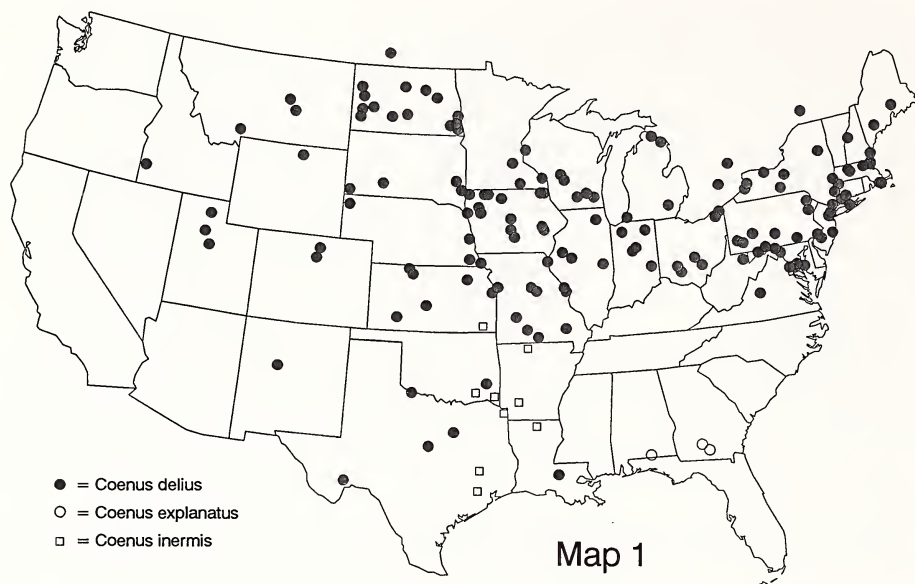 ● = Coenus delius
○ = Coenus explanatus
□ = Coenus inermis
Map 1